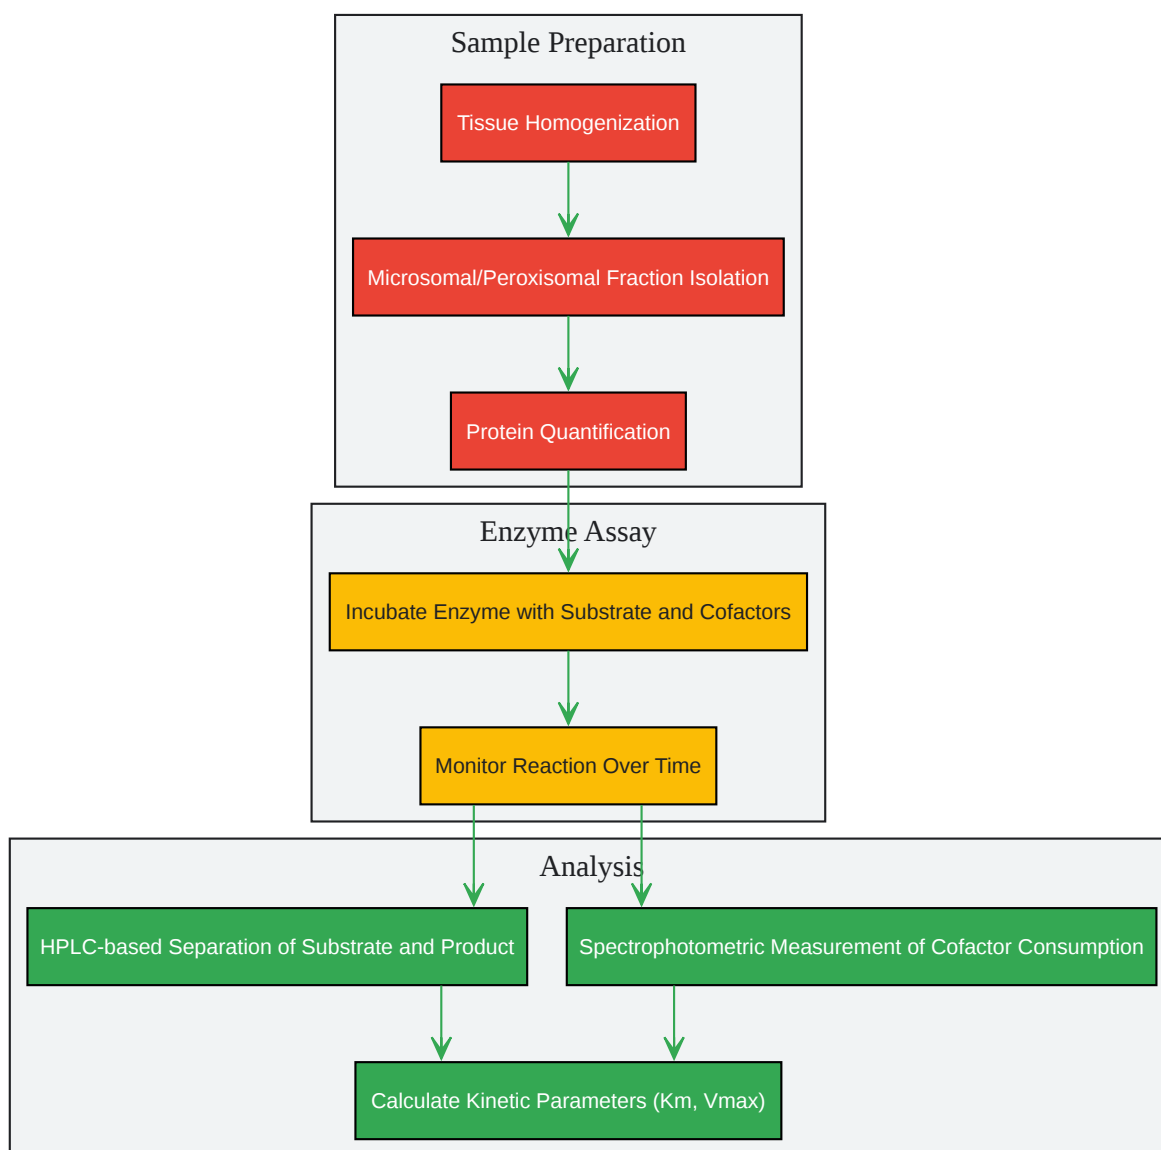 Sample Preparation
Tissue Homogenization
Microsomal/Peroxisomal Fraction Isolation
Protein Quantification
Enzyme Assay
Incubate Enzyme with Substrate and Cofactors
Monitor Reaction Over Time
Analysis
HPLC-based Separation of Substrate and Product
Spectrophotometric Measurement of Cofactor Consumption
Calculate Kinetic Parameters (Km, Vmax)